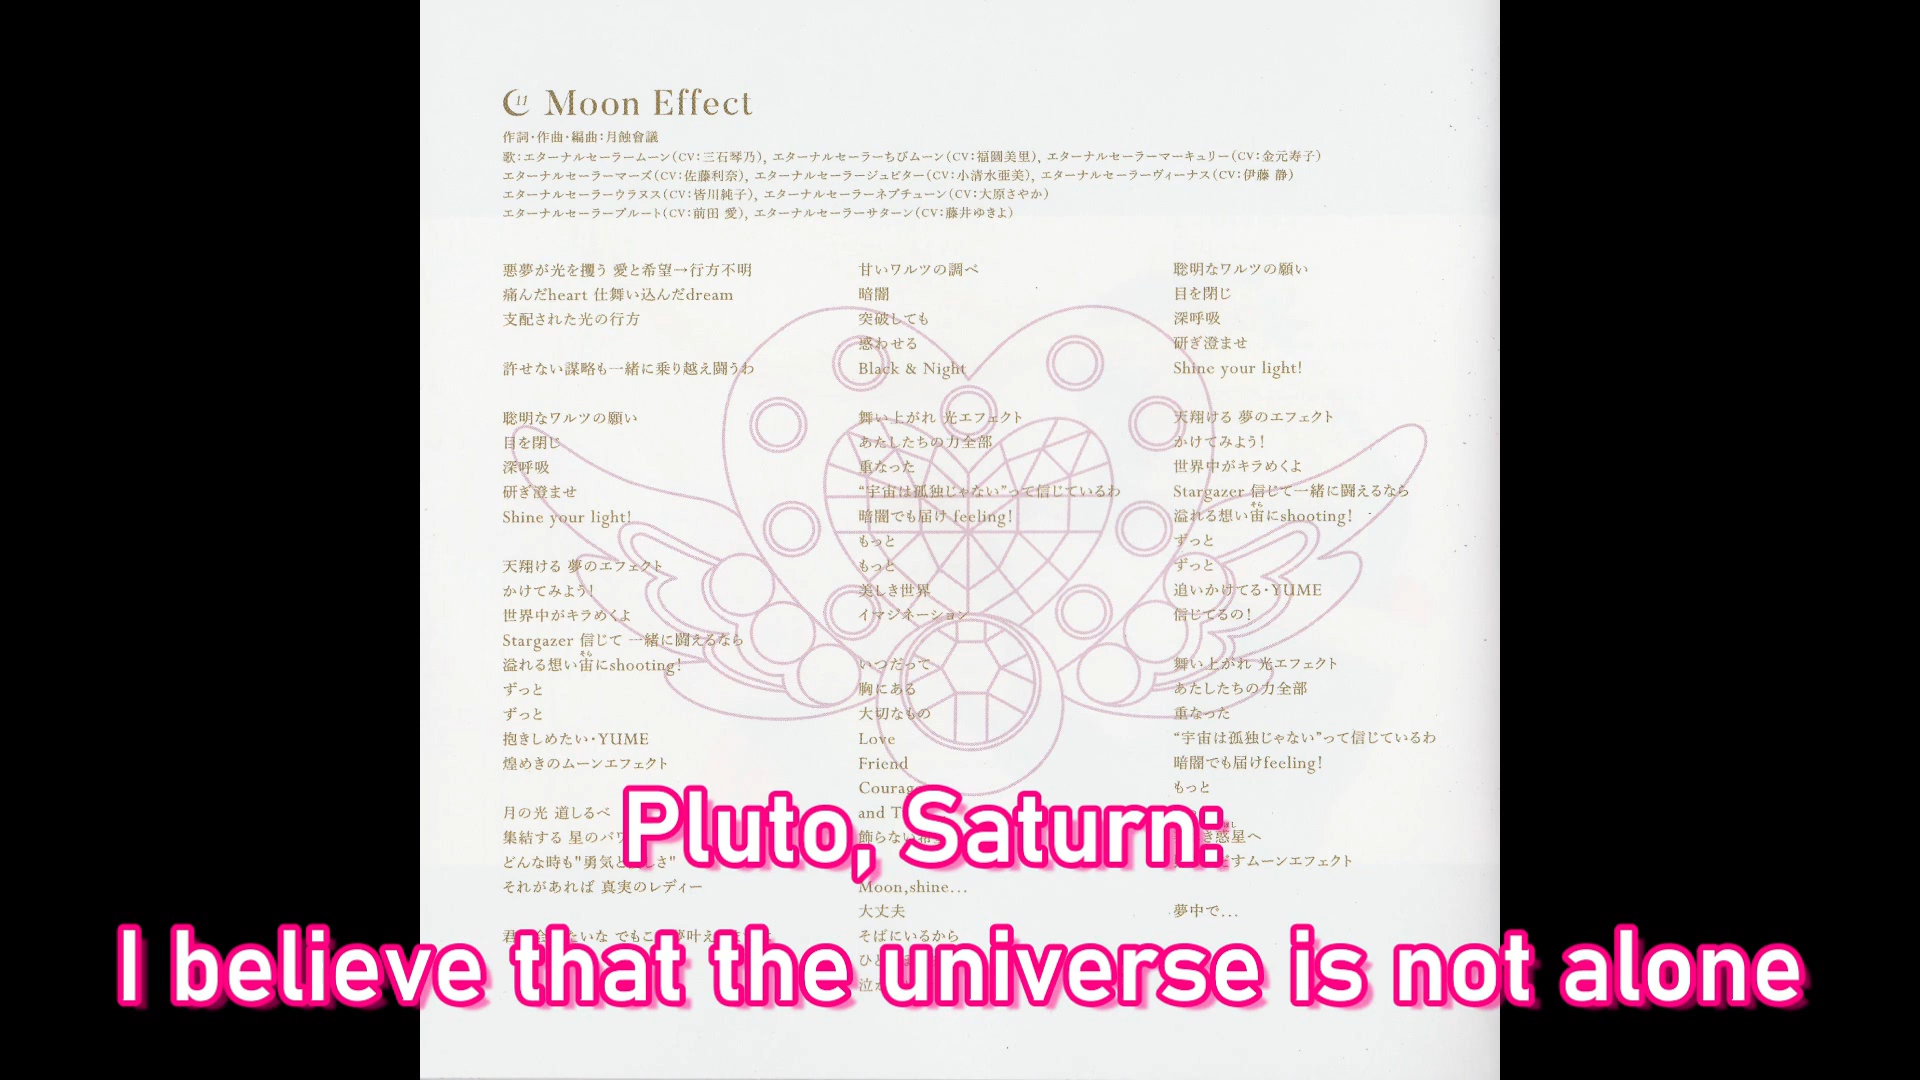 11 Moon Effect
作詞・作曲・編曲：月蝕會議
歌：エターナルセーラームーン（CV：三石琴乃）, エターナルセーラーちびムーン（CV：福圓美里）, エターナルセーラーマーキュリー（CV：金元寿子）
エターナルセーラーマーズ（CV：佐藤利奈）, エターナルセーラージュピター（CV：小清水亜美）, エターナルセーラーヴィーナス（CV：伊藤 静）
エターナルセーラーウラヌス（CV：皆川純子）, エターナルセーラーネプチューン（CV：大原さやか）
エターナルセーラープルート（CV：前田 愛）, エターナルセーラーサターン（CV：藤井ゆきよ）
悪夢が光を攫う 愛と希望→行方不明
痛んだheart 仕舞い込んだdream
支配された光の行方
許せない謀略も一緒に乗り越え闘うわ
聡明なワルツの願い
目を閉じ
深呼吸
研ぎ澄ませ
Shine your light!
天翔ける 夢のエフェクト
かけてみよう!
世界中がキラめくよ
Stargazer 信じて 一緒に闘えるなら
溢れる想い宙にshooting!
そら
ずっと
ずっと
抱きしめたい・YUME
煌めきのムーンエフェクト
月の光 道しるべ
集結する 星のパワ
どんな時も"勇気と しさ"
それがあれば 真実のレディー
君 たいな でもこ 夢叶え
甘いワルツの調べ
暗闇
突破しても
惑わせる
Black & Night
舞い上がれ 光エフェクト
あたしたちの力全部
重なった
“宇宙は孤独じゃない”って信じているわ
暗闇でも届け feeling!
もっと
もっと
美しき世界
イマジネーション
いつだって
胸にある
大切なもの
Love
Friend
Courag
and T
飾らない
Moon,shine...
大丈夫
そばにいるから
ひと
泣
聡明なワルツの願い
目を閉じ
深呼吸
研ぎ澄ませ
Shine your light!
天翔ける 夢のエフェクト
かけてみよう!
世界中がキラめくよ
Stargazer 信じて一緒に闘えるなら
溢れる想い宙にshooting!
そら
ずっと
ずっと
追いかけてる・YUME
信じてるの!
舞い上がれ 光エフェクト
あたしたちの力全部
重なった
“宇宙は孤独じゃない”って信じているわ
暗闇でも届けfeeling!
もっと
き惑星へ
だすムーンエフェクト
夢中で...
Pluto, Saturn:
I believe that the universe is not alone